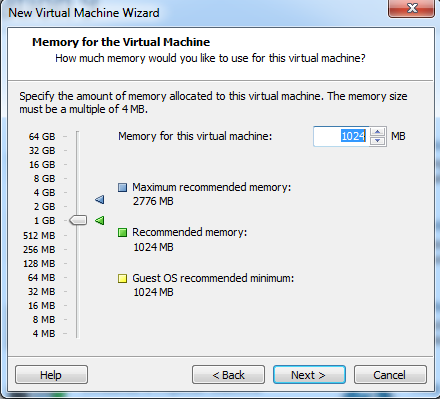 New Virtual Machine Wizard
Memory for the Virtual Machine
How much memory would you like to use for this virtual machine?
Specify the amount of memory allocated to this virtual machine. The memory size
must be a multiple of 4 MB.
Memory for this virtual machine: 1024 MB
64 GB
32 GB
16 GB
8 GB
4 GB
2 GB
1 GB
512 MB
256 MB
128 MB
64 MB
32 MB
16 MB
8 MB
4 MB
Maximum recommended memory:
2776 MB
Recommended memory:
1024 MB
Guest OS recommended minimum:
1024 MB
Help
< Back
Next >
Cancel